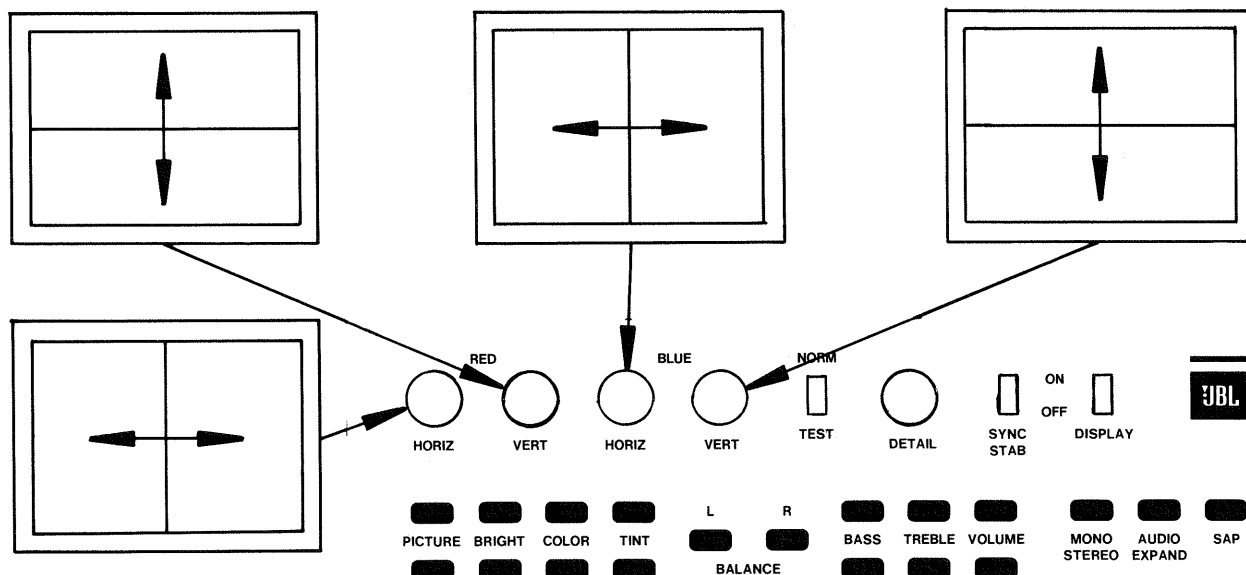 RED BLUE NORM
ON
OFF
JBL
HORIZ VERT HORIZ VERT TEST DETAIL SYNC STAB DISPLAY
L R
PICTURE BRIGHT COLOR TINT BASS TREBLE VOLUME MONO STEREO AUDIO EXPAND SAP
BALANCE